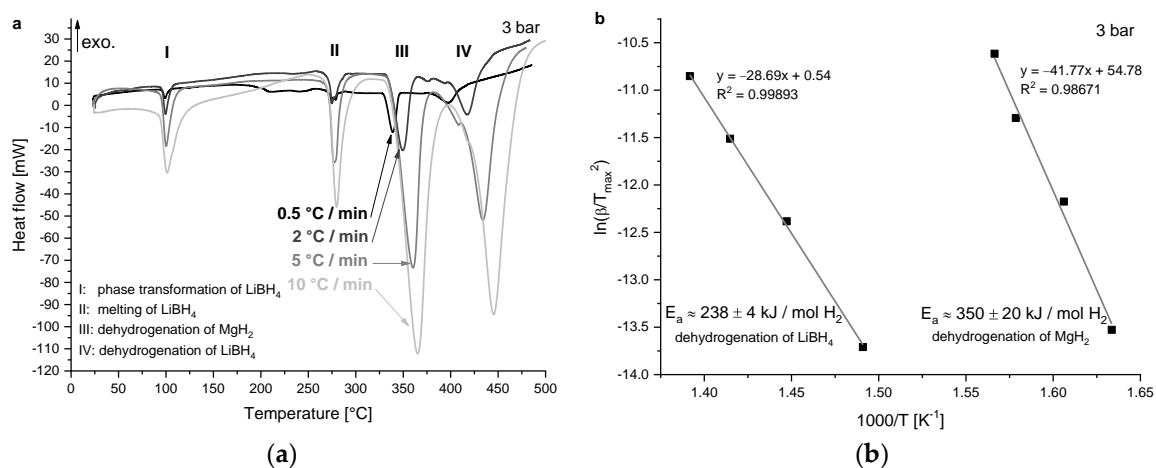 a
3 bar
exo.
I
II
III
IV
30
20
10
0
-10
-20
-30
-40
-50
-60
-70
-80
-90
-100
-110
-120
Heat flow [mW]
0.5 °C / min
2 °C / min
5 °C / min
10 °C / min
I: phase transformation of LiBH4
II: melting of LiBH4
III: dehydrogenation of MgH2
IV: dehydrogenation of LiBH4
0 50 100 150 200 250 300 350 400 450 500
Temperature [°C]
(a)
b
3 bar
-10.5
-11.0
-11.5
-12.0
-12.5
-13.0
-13.5
-14.0
ln(β/Tmax²)
y = −28.69x + 0.54
R² = 0.99893
y = −41.77x + 54.78
R² = 0.98671
Ea ≈ 238 ± 4 kJ / mol H2
dehydrogenation of LiBH4
Ea ≈ 350 ± 20 kJ / mol H2
dehydrogenation of MgH2
1.40 1.45 1.50 1.55 1.60 1.65
1000/T [K⁻¹]
(b)